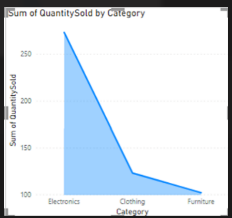 Sum of QuantitySold by Category
Sum of QuantitySold
250
200
150
100
Electronics
Clothing
Furniture
Category